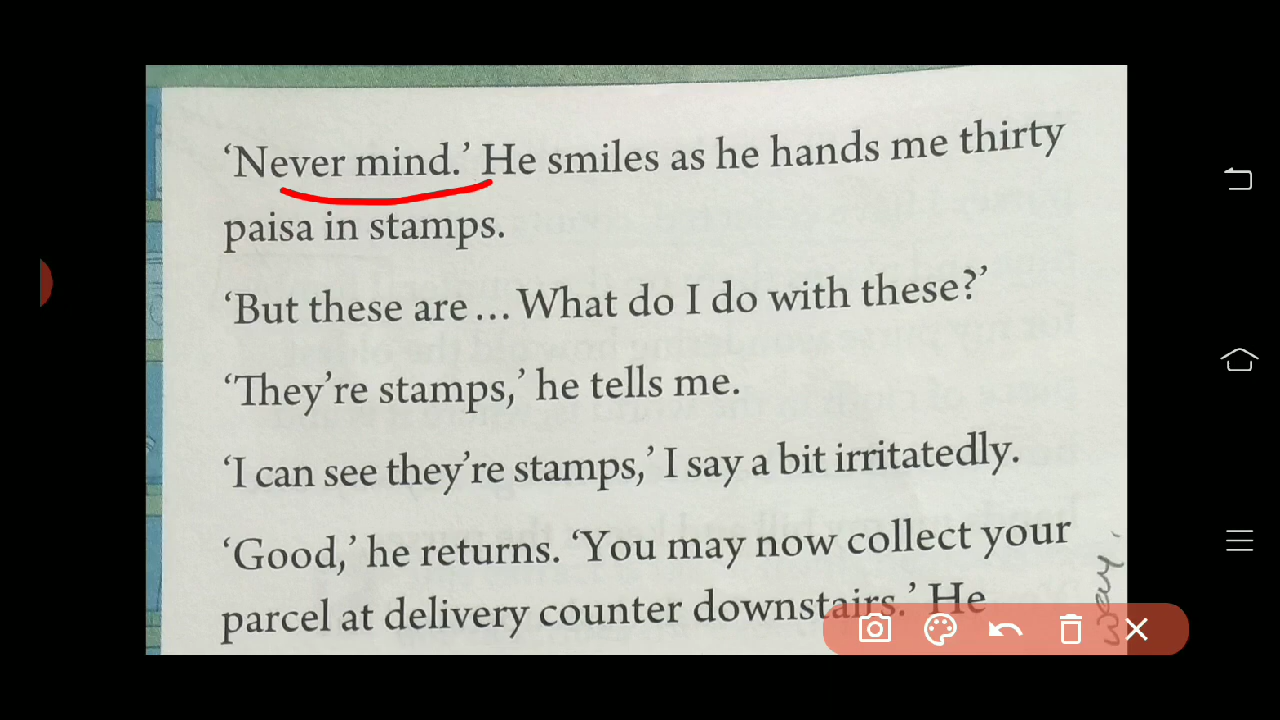 ‘Never mind.’ He smiles as he hands me thirty
paisa in stamps.
‘But these are... What do I do with these?’
‘They’re stamps,’ he tells me.
‘I can see they’re stamps,’ I say a bit irritatedly.
‘Good,’ he returns. ‘You may now collect your
parcel at delivery counter downstairs.’ He
way.